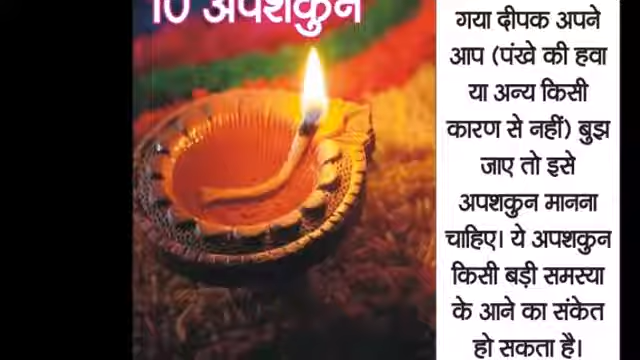 10 अपशकुन
गया दीपक अपने
आप (पंखे की हवा
या अन्य किसी
कारण से नहीं) बुझ
जाए तो इसे
अपशकुन मानना
चाहिए। ये अपशकुन
किसी बड़ी समस्या
के आने का संकेत
हो सकता है।